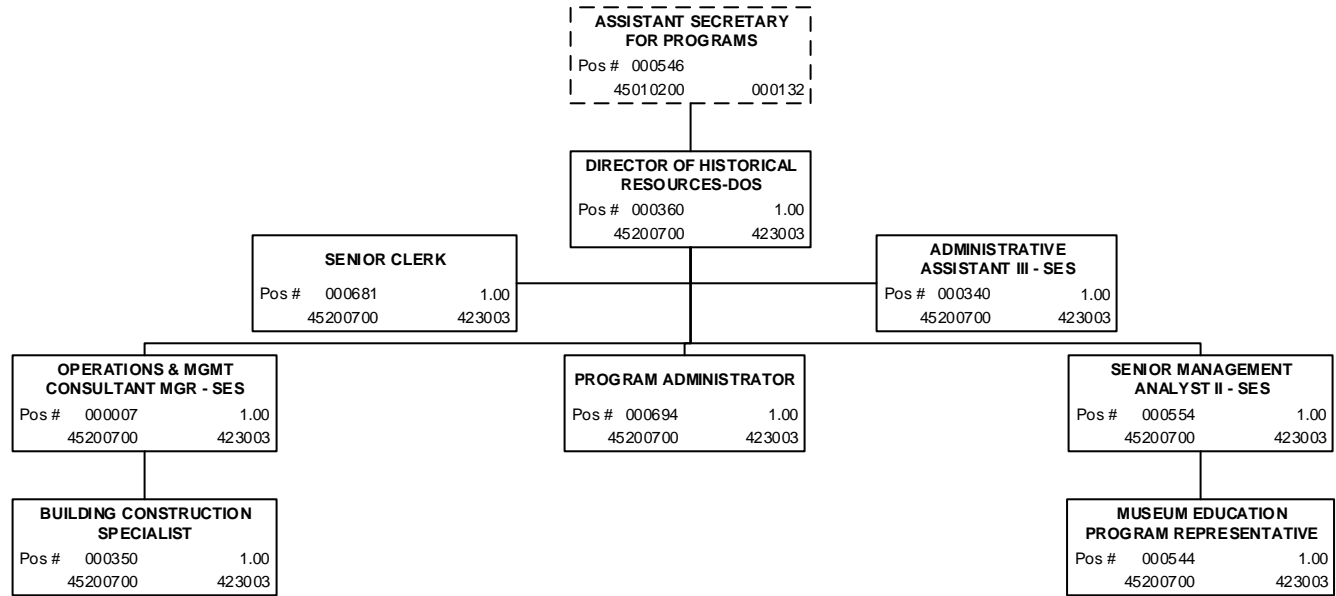 ASSISTANT SECRETARY
FOR PROGRAMS
Pos # 000546
45010200 000132
DIRECTOR OF HISTORICAL
RESOURCES-DOS
Pos # 000360 1.00
45200700 423003
SENIOR CLERK
Pos # 000681 1.00
45200700 423003
ADMINISTRATIVE
ASSISTANT III - SES
Pos # 000340 1.00
45200700 423003
OPERATIONS & MGMT
CONSULTANT MGR - SES
Pos # 000007 1.00
45200700 423003
PROGRAM ADMINISTRATOR
Pos # 000694 1.00
45200700 423003
SENIOR MANAGEMENT
ANALYST II - SES
Pos # 000554 1.00
45200700 423003
BUILDING CONSTRUCTION
SPECIALIST
Pos # 000350 1.00
45200700 423003
MUSEUM EDUCATION
PROGRAM REPRESENTATIVE
Pos # 000544 1.00
45200700 423003